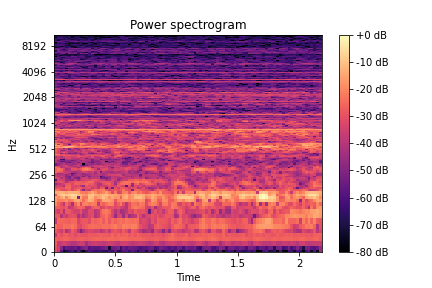 Power spectrogram
8192
4096
2048
1024
512
256
128
64
0
Hz
0
0.5
1
1.5
2
Time
+0 dB
-10 dB
-20 dB
-30 dB
-40 dB
-50 dB
-60 dB
-70 dB
-80 dB